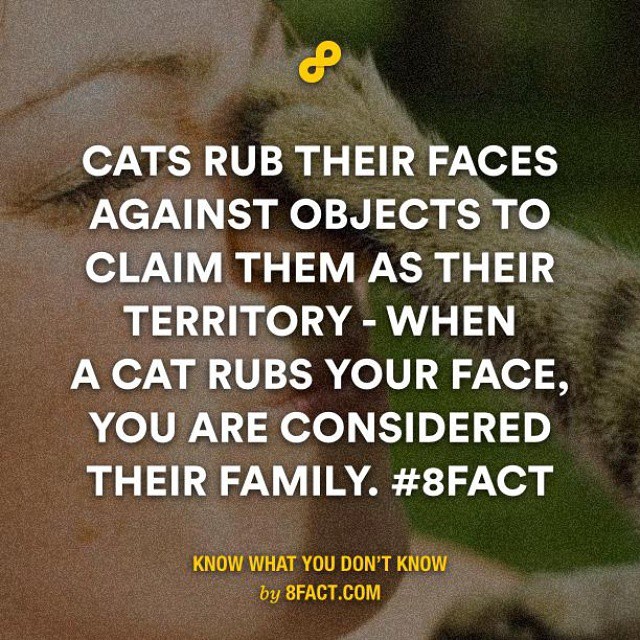 CATS RUB THEIR FACES
AGAINST OBJECTS TO
CLAIM THEM AS THEIR
TERRITORY - WHEN
A CAT RUBS YOUR FACE,
YOU ARE CONSIDERED
THEIR FAMILY. #8FACT
KNOW WHAT YOU DON'T KNOW
by 8FACT.COM